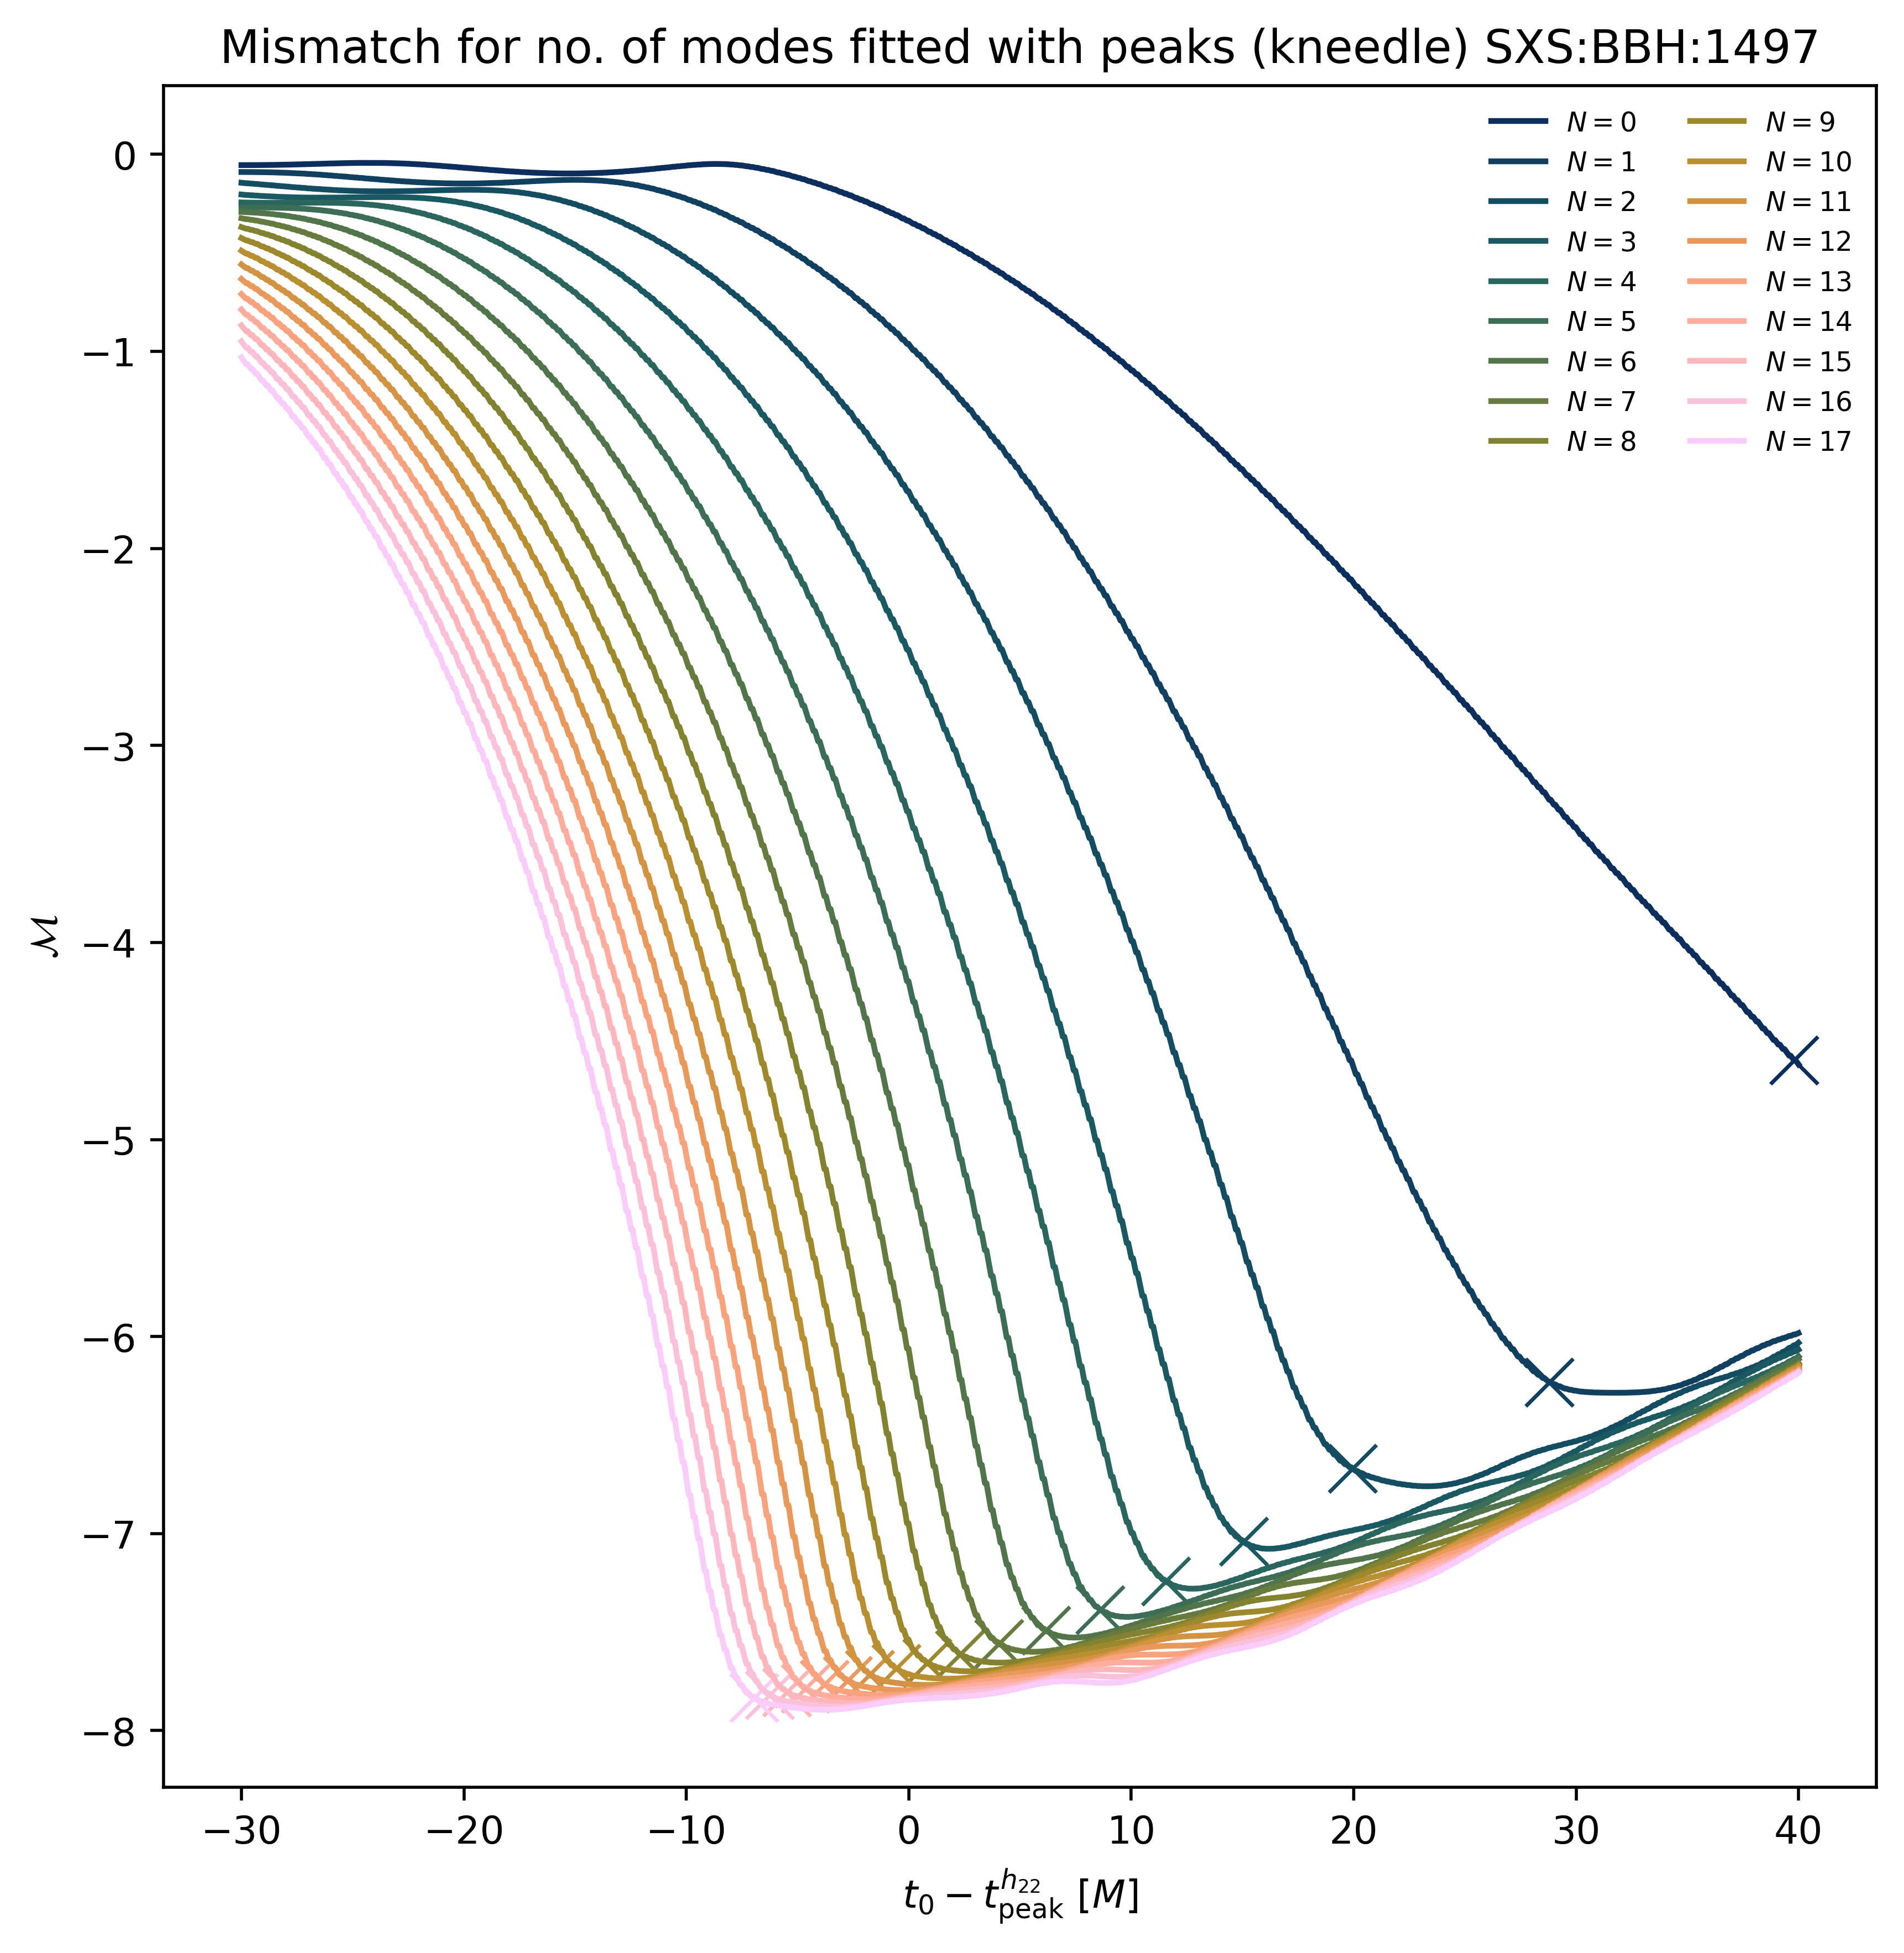 Mismatch for no. of modes fitted with peaks (kneedle) SXS:BBH:1497
N = 0
N = 1
N = 2
N = 3
N = 4
N = 5
N = 6
N = 7
N = 8
N = 9
N = 10
N = 11
N = 12
N = 13
N = 14
N = 15
N = 16
N = 17
0
−1
−2
−3
−4
−5
−6
−7
−8
ℳ
−30
−20
−10
0
10
20
30
40
t₀ − t_peak^h₂₂ [M]